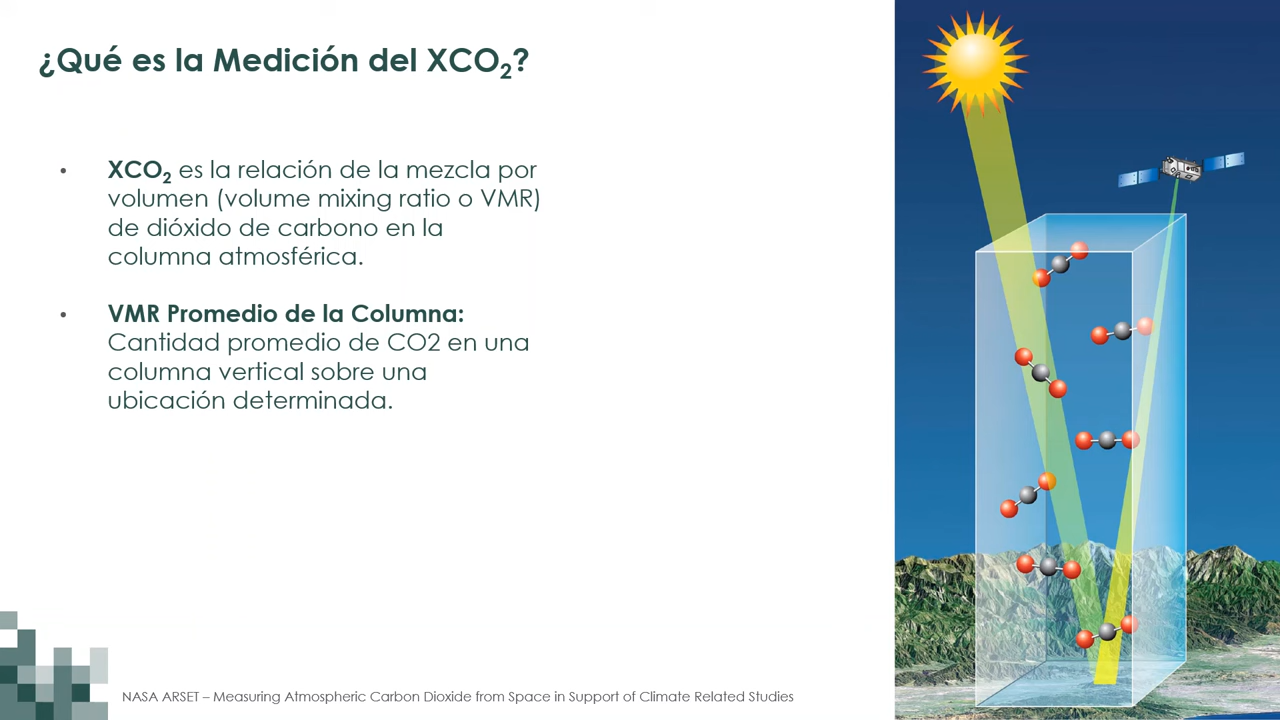 ¿Qué es la Medición del XCO₂?
• XCO₂ es la relación de la mezcla por
volumen (volume mixing ratio o VMR)
de dióxido de carbono en la
columna atmosférica.
• VMR Promedio de la Columna:
Cantidad promedio de CO2 en una
columna vertical sobre una
ubicación determinada.
NASA ARSET – Measuring Atmospheric Carbon Dioxide from Space in Support of Climate Related Studies